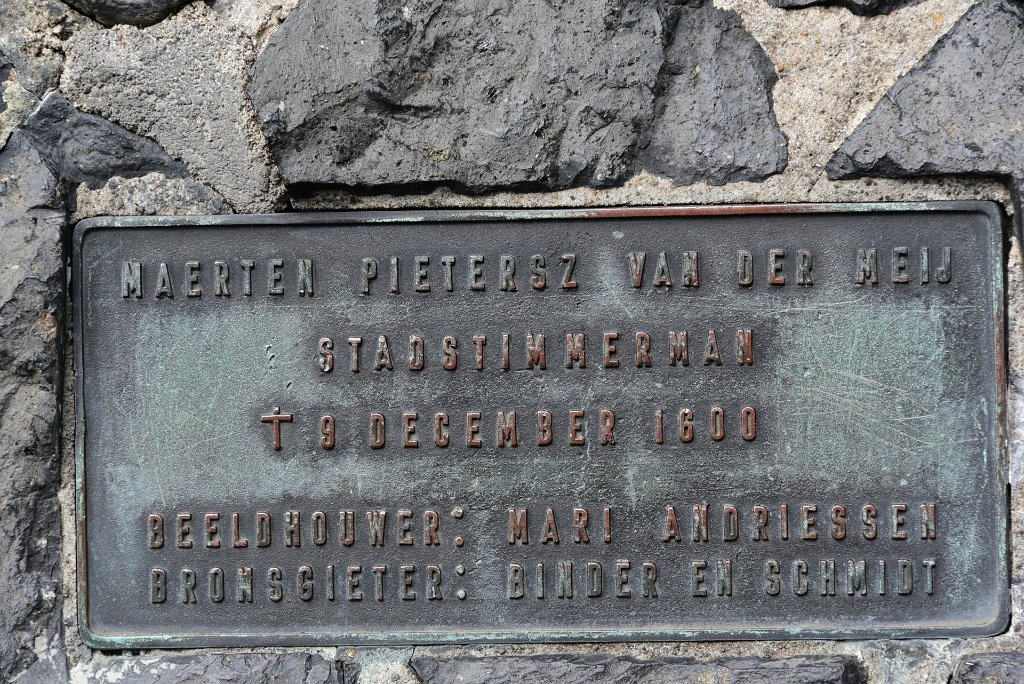 MAERTEN PIETERSZ VAN DER MEIJ
STADSTIMMERMAN
† 9 DECEMBER 1600
BEELDHOUWER: MARI ANDRIESSEN
BRONSGIETER: BINDER EN SCHMIDT